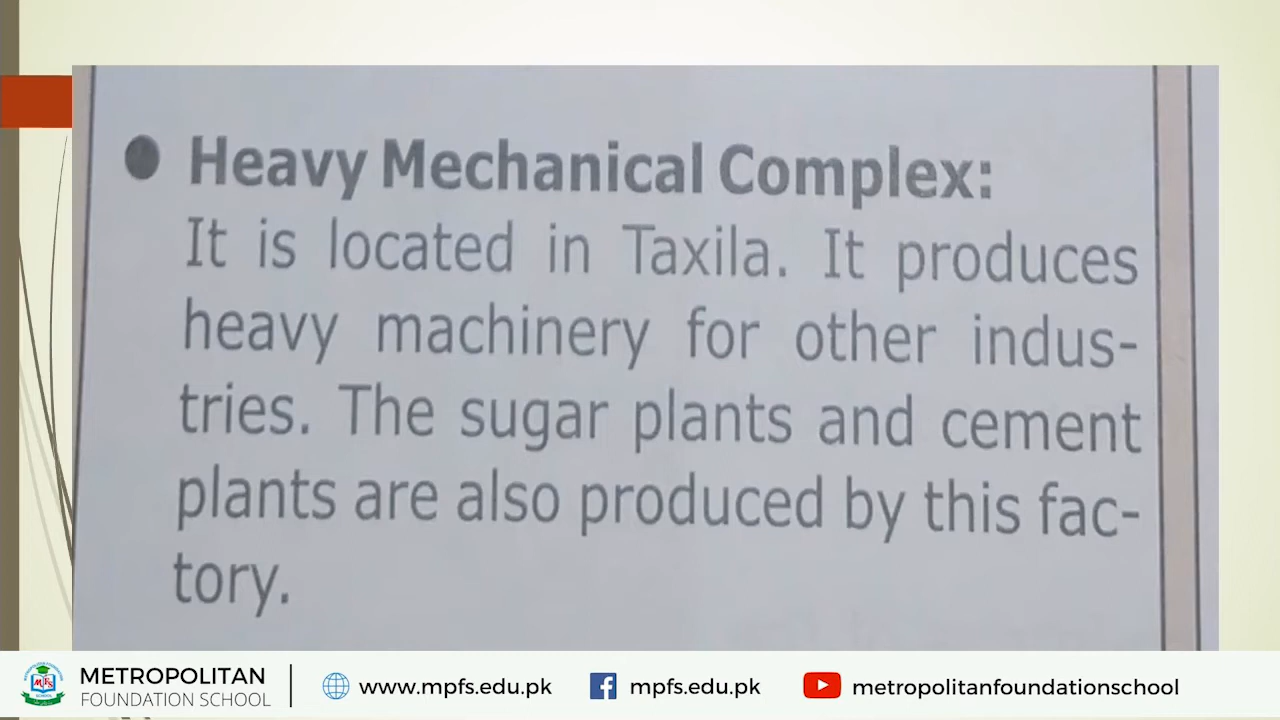 ● Heavy Mechanical Complex:
It is located in Taxila. It produces
heavy machinery for other indus-
tries. The sugar plants and cement
plants are also produced by this fac-
tory.
METROPOLITAN
FOUNDATION SCHOOL
www.mpfs.edu.pk
mpfs.edu.pk
metropolitanfoundationschool